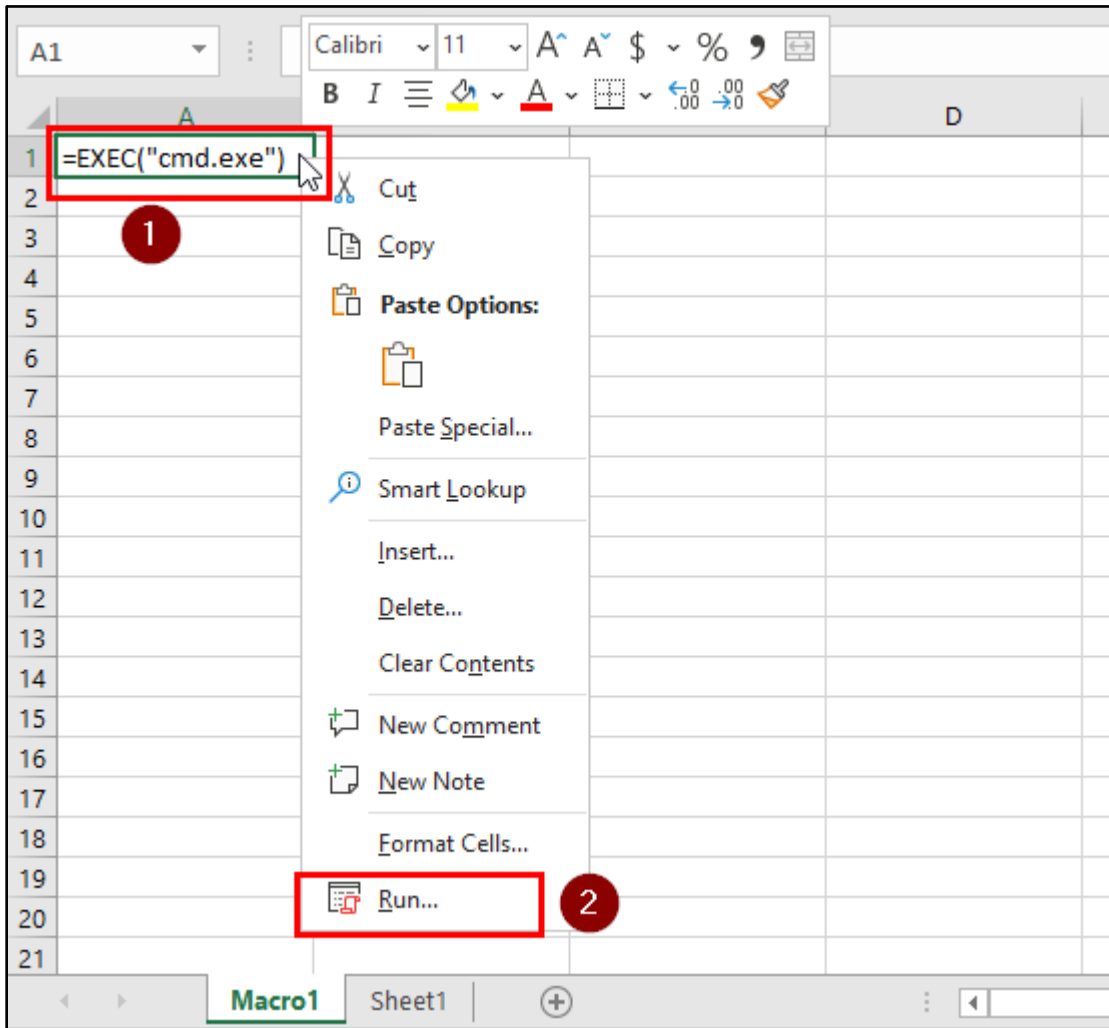 A1
Calibri 11 A A $ % ,
B I A .00 .00
A D
1 =EXEC("cmd.exe")
2
3
4
5
6
7
8
9
10
11
12
13
14
15
16
17
18
19
20
21
1
Cut
Copy
Paste Options:
Paste Special...
Smart Lookup
Insert...
Delete...
Clear Contents
New Comment
New Note
Format Cells...
Run...
2
Macro1 Sheet1